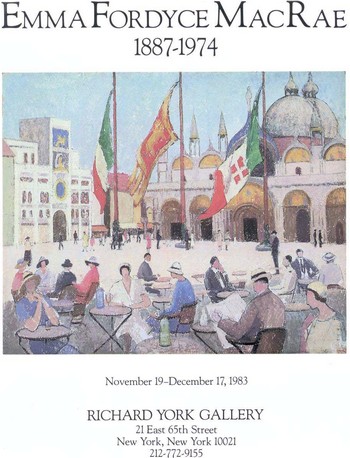 EMMA FORDYCE MACRAE
1887-1974
November 19–December 17, 1983
RICHARD YORK GALLERY
21 East 65th Street
New York, New York 10021
212-772-9155